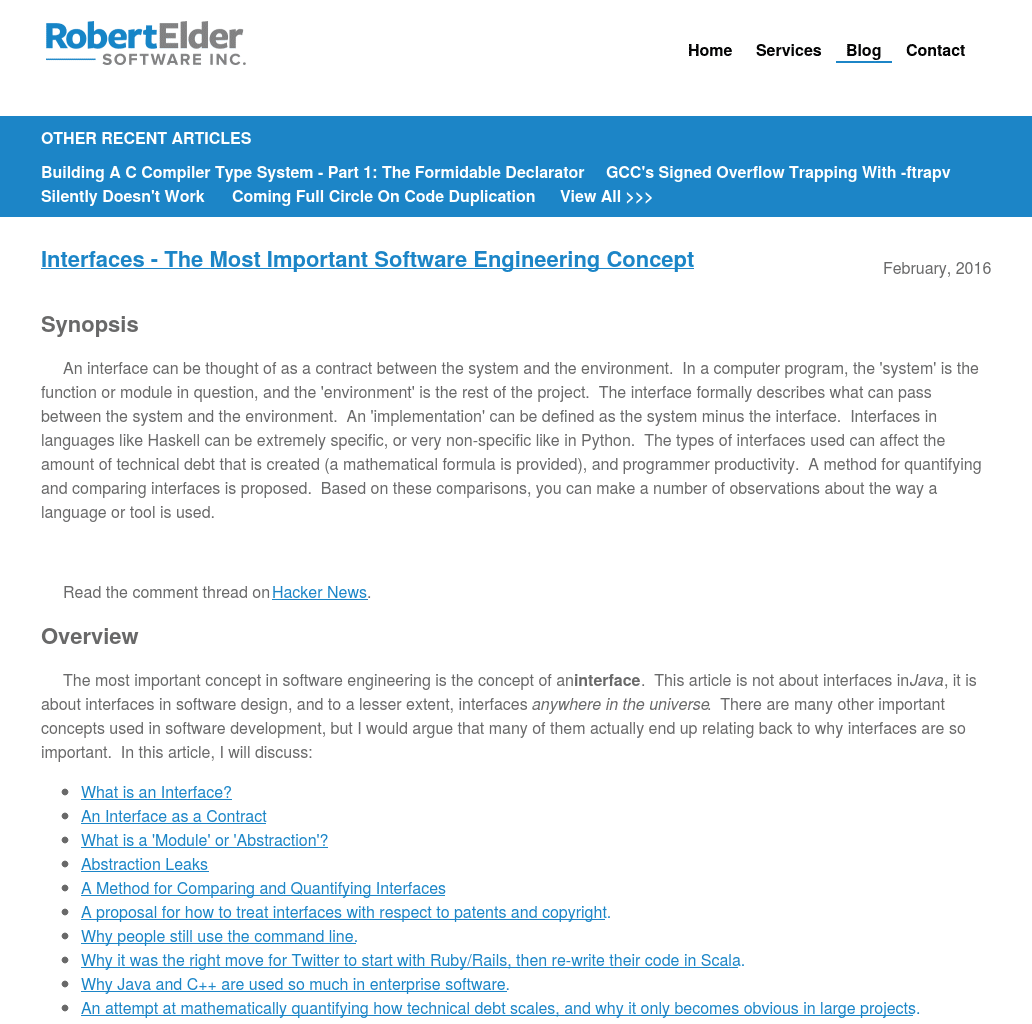 RobertElder
SOFTWARE INC.
Home Services Blog Contact
OTHER RECENT ARTICLES
Building A C Compiler Type System - Part 1: The Formidable Declarator GCC's Signed Overflow Trapping With -ftrapv
Silently Doesn't Work Coming Full Circle On Code Duplication View All >>>
Interfaces - The Most Important Software Engineering Concept
February, 2016
Synopsis
An interface can be thought of as a contract between the system and the environment. In a computer program, the 'system' is the
function or module in question, and the 'environment' is the rest of the project. The interface formally describes what can pass
between the system and the environment. An 'implementation' can be defined as the system minus the interface. Interfaces in
languages like Haskell can be extremely specific, or very non-specific like in Python. The types of interfaces used can affect the
amount of technical debt that is created (a mathematical formula is provided), and programmer productivity. A method for quantifying
and comparing interfaces is proposed. Based on these comparisons, you can make a number of observations about the way a
language or tool is used.
Read the comment thread on Hacker News.
Overview
The most important concept in software engineering is the concept of an interface. This article is not about interfaces in Java, it is
about interfaces in software design, and to a lesser extent, interfaces anywhere in the universe. There are many other important
concepts used in software development, but I would argue that many of them actually end up relating back to why interfaces are so
important. In this article, I will discuss:
• What is an Interface?
• An Interface as a Contract
• What is a 'Module' or 'Abstraction'?
• Abstraction Leaks
• A Method for Comparing and Quantifying Interfaces
• A proposal for how to treat interfaces with respect to patents and copyright.
• Why people still use the command line.
• Why it was the right move for Twitter to start with Ruby/Rails, then re-write their code in Scala.
• Why Java and C++ are used so much in enterprise software.
• An attempt at mathematically quantifying how technical debt scales, and why it only becomes obvious in large projects.